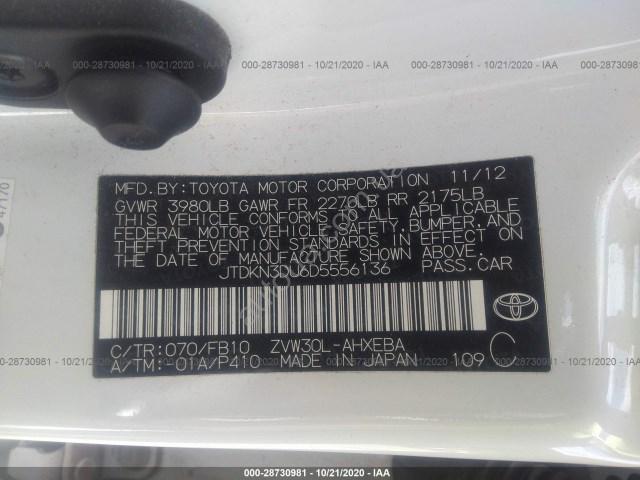 000-28730981 - 10/21/2020 - IAA
000-28730981 - 10/21/2020 - IAA
000-28730981 - 10/21/2020 - IAA
47170
MFD.BY:TOYOTA MOTOR CORPORATION 11/12
GVWR 3980LB GAWR FR 2270LB RR 2175LB
THIS VEHICLE CONFORMS TO ALL APPLICABLE
FEDERAL MOTOR VEHICLE SAFETY,BUMPER,AND
THEFT PREVENTION STANDARDS IN EFFECT ON
THE DATE OF MANUFACTURE SHOWN ABOVE.
JTDKN3DU6D5556136 PASS.CAR
C/TR:070/FB10 ZVW30L-AHXEBA
A/TM:-01A/P410 MADE IN JAPAN 109 C
000-28730981 - 10/21/2020 - IAA
000-28730981 - 10/21/2020 - IAA
000-28730981 - 10/21/2020 - IAA
000-28730981 - 10/21/2020 - IAA